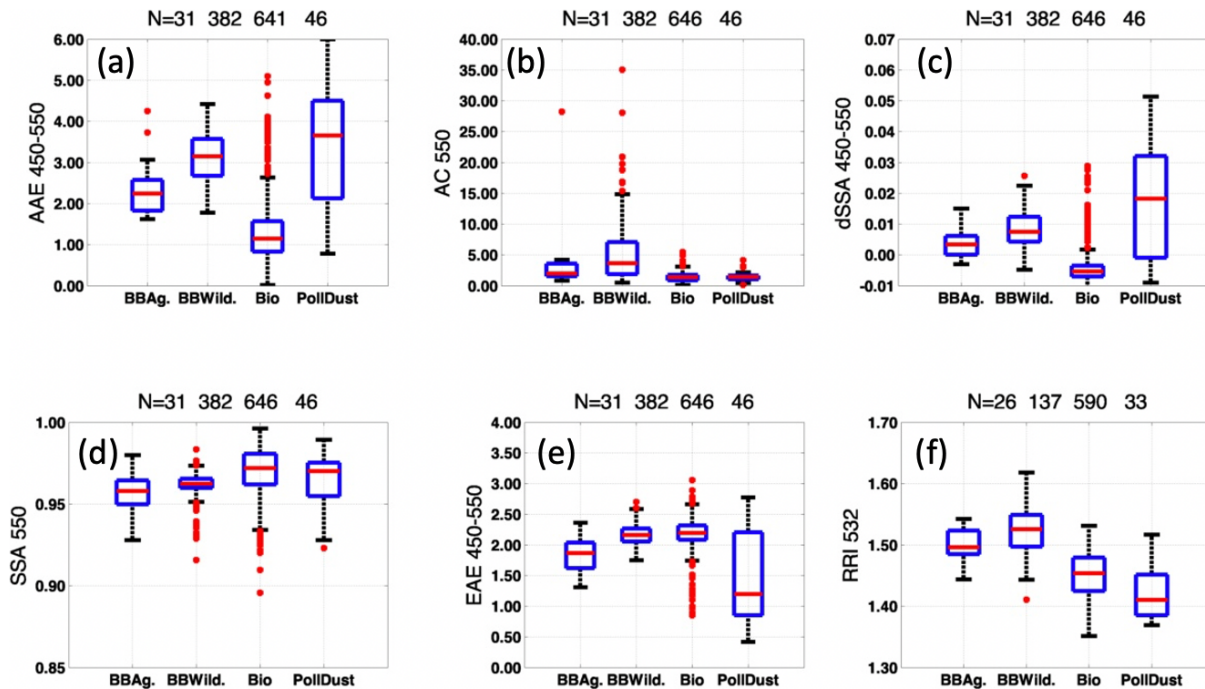 N=31 382 641 46
(a)
AAE 450-550
6.00
5.00
4.00
3.00
2.00
1.00
0.00
BBAg. BBWild. Bio PollDust
N=31 382 646 46
(b)
AC 550
40.00
35.00
30.00
25.00
20.00
15.00
10.00
5.00
0.00
BBAg. BBWild. Bio PollDust
N=31 382 646 46
(c)
dSSA 450-550
0.07
0.06
0.05
0.04
0.03
0.02
0.01
0.00
-0.01
BBAg. BBWild. Bio PollDust
N=31 382 646 46
(d)
SSA 550
1.00
0.95
0.90
0.85
BBAg. BBWild. Bio PollDust
N=31 382 646 46
(e)
EAE 450-550
4.00
3.50
3.00
2.50
2.00
1.50
1.00
0.50
0.00
BBAg. BBWild. Bio PollDust
N=26 137 590 33
(f)
RRI 532
1.70
1.60
1.50
1.40
1.30
BBAg. BBWild. Bio PollDust